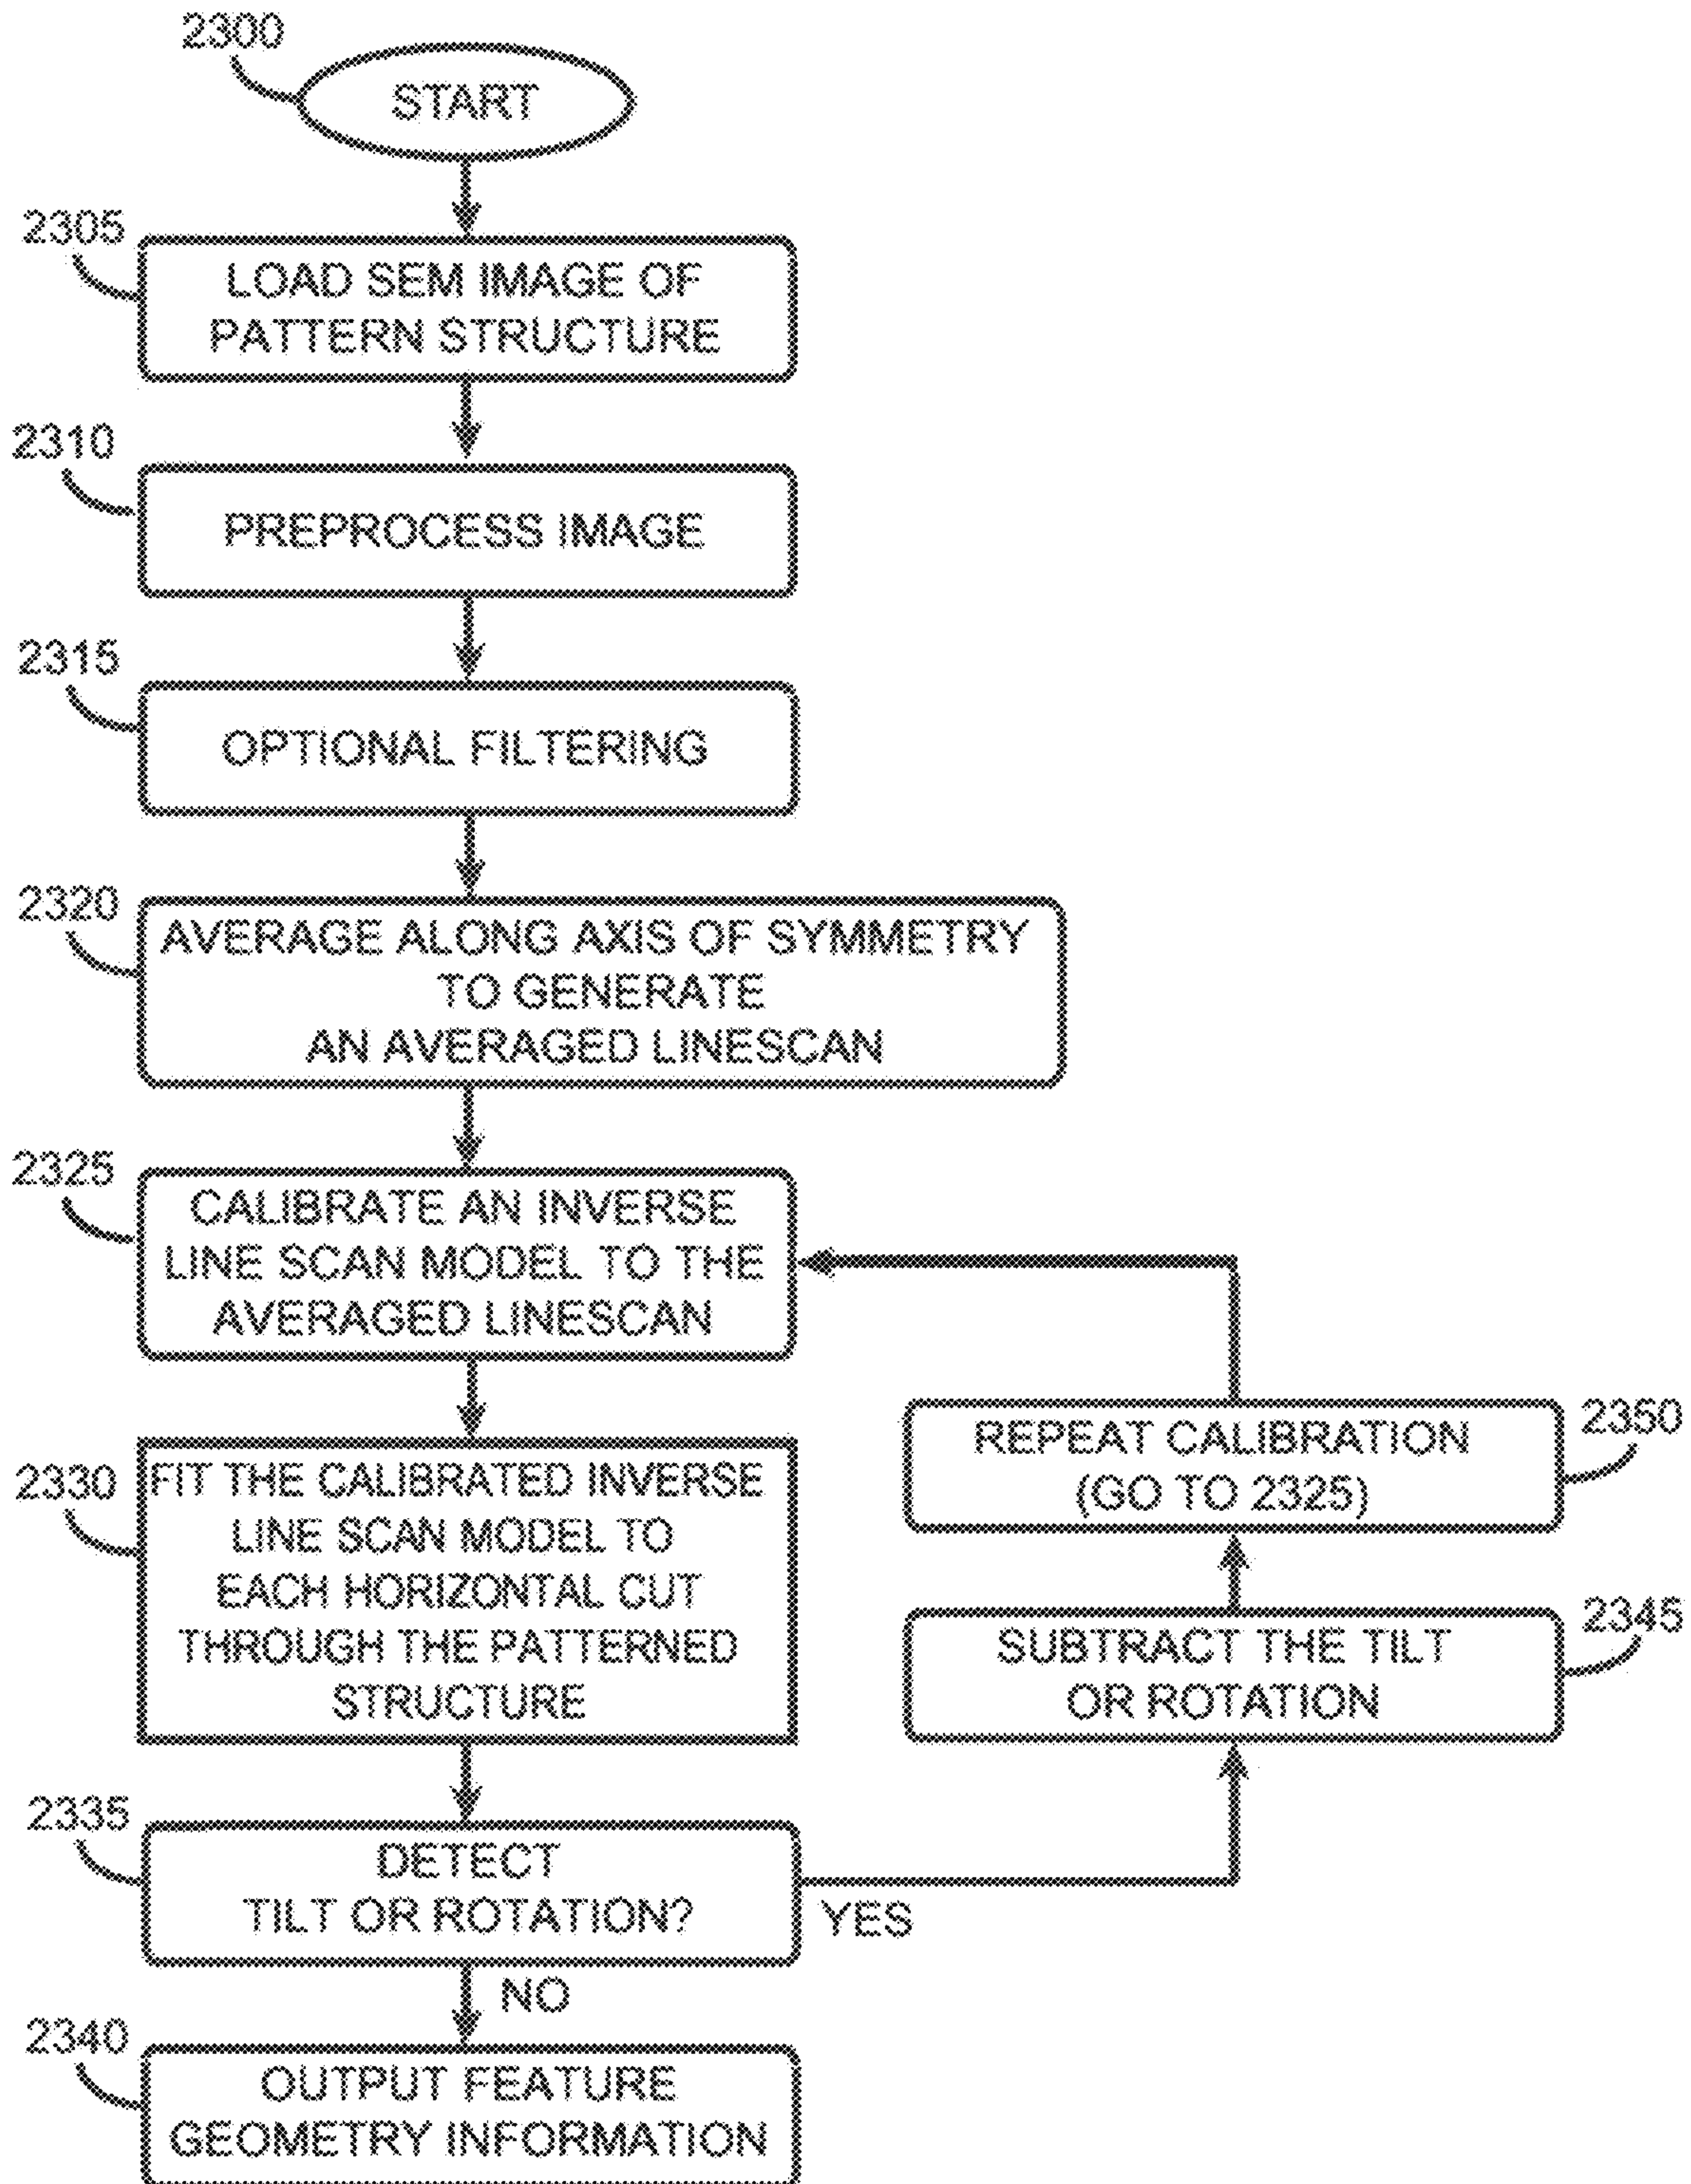 2300
START
2305
LOAD SEM IMAGE OF
PATTERN STRUCTURE
2310
PREPROCESS IMAGE
2315
OPTIONAL FILTERING
2320
AVERAGE ALONG AXIS OF SYMMETRY
TO GENERATE
AN AVERAGED LINESCAN
2325
CALIBRATE AN INVERSE
LINE SCAN MODEL TO THE
AVERAGED LINESCAN
2330
FIT THE CALIBRATED INVERSE
LINE SCAN MODEL TO
EACH HORIZONTAL CUT
THROUGH THE PATTERNED
STRUCTURE
2350
REPEAT CALIBRATION
(GO TO 2325)
2345
SUBTRACT THE TILT
OR ROTATION
2335
DETECT
TILT OR ROTATION?
YES
NO
2340
OUTPUT FEATURE
GEOMETRY INFORMATION